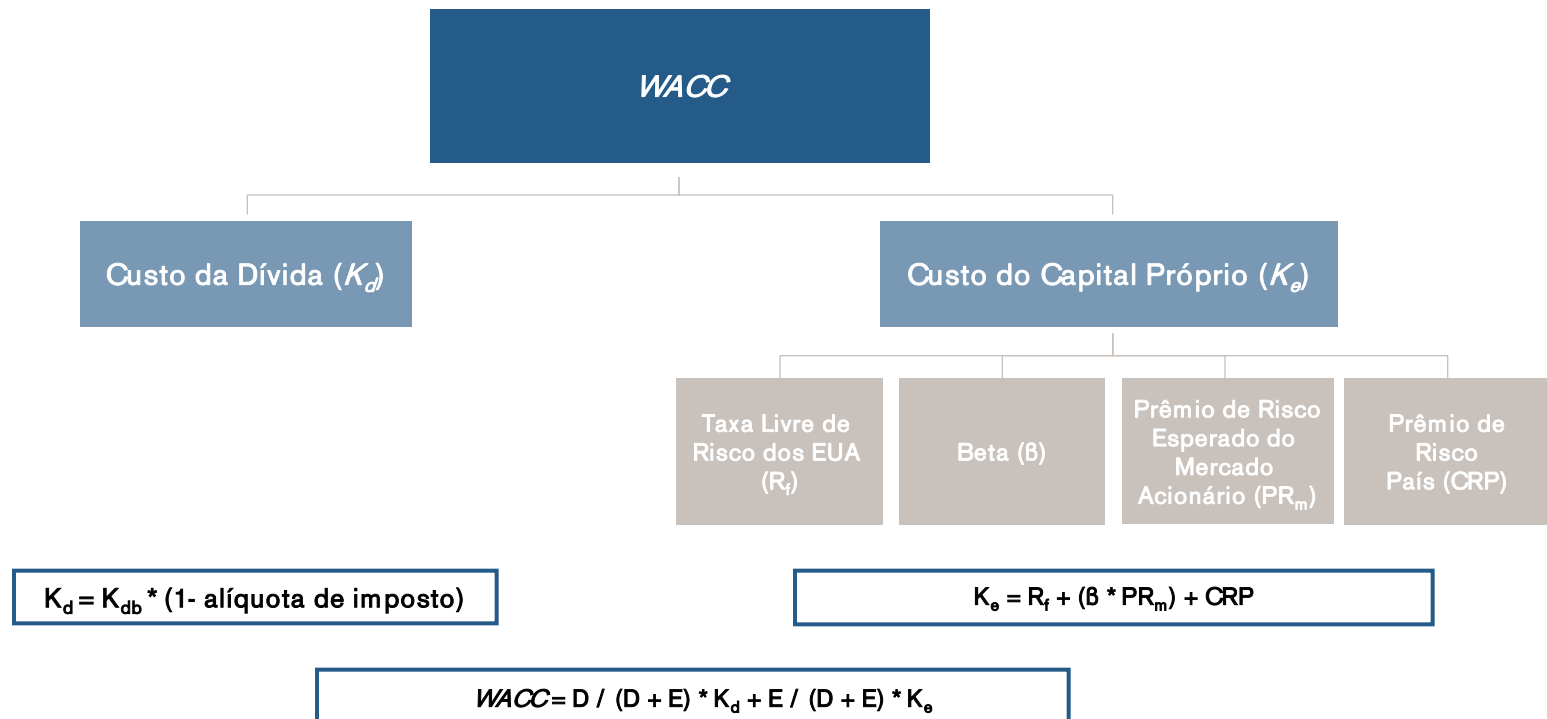 WACC
Custo da Dívida (Kd)
Custo do Capital Próprio (Ke)
Taxa Livre de
Risco dos EUA
(Rf)
Beta (ß)
Prêmio de Risco
Esperado do
Mercado
Acionário (PRm)
Prêmio de
Risco
País (CRP)
Kd = Kdb * (1- alíquota de imposto)
Ke = Rf + (ß * PRm) + CRP
WACC = D / (D + E) * Kd + E / (D + E) * Ke